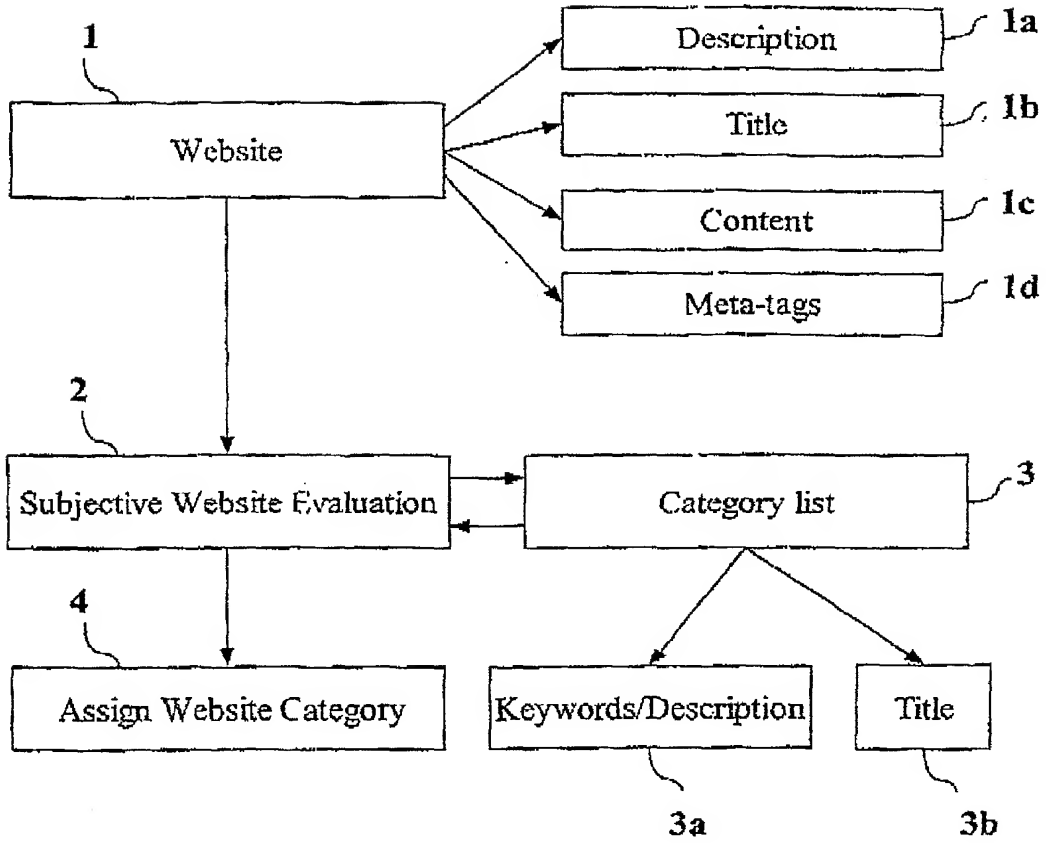 1
Website
Description
1a
Title
1b
Content
1c
Meta-tags
1d
2
Subjective Website Evaluation
Category list
3
4
Assign Website Category
Keywords/Description
Title
3a
3b